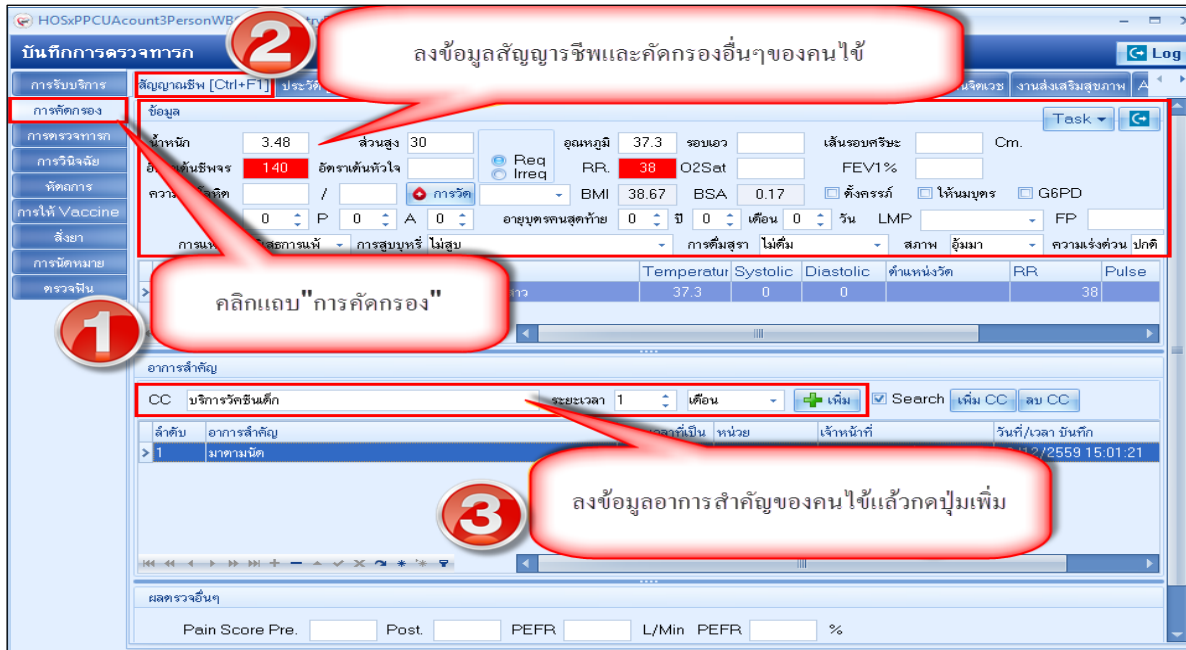 HOSxPPCUAcount3PersonWB
บันทึกการตรวจทารก
Log
2
ลงข้อมูลสัญญารชีพและคัดกรองอื่นๆของคนไข้
การรับบริการ
การคัดกรอง
การตรวจทารก
การวินิจฉัย
หัตถการ
การให้ Vaccine
สั่งยา
การนัดหมาย
ตรวจฟัน
สัญญาณชีพ [Ctrl+F1] งานส่งเสริมสุขภาพ A
ข้อมูล Task
น้ำหนัก 3.48 ส่วนสูง 30 อุณหภูมิ 37.3 รอบเอว เส้นรอบศรีษะ Cm.
140 อัตราเต้นหัวใจ Reg Irreg RR. 38 O2Sat FEV1%
/ การวัด BMI 38.67 BSA 0.17 ตั้งครรภ์ ให้นมบุตร G6PD
0 P 0 A 0 อายุบุตรคนสุดท้าย 0 ปี 0 เดือน 0 วัน LMP FP
การสูบบุหรี่ ไม่สูบ การดื่มสุรา ไม่ดื่ม สภาพ อุ้มมา ความเร่งด่วน ปกติ
Temperatur Systolic Diastolic ตำแหน่งวัด RR Pulse
37.3 0 0 38
1
คลิกแถบ"การคัดกรอง"
อาการสำคัญ
CC บริการวัคซีนเด็ก ระยะเวลา 1 เดือน เพิ่ม Search เพิ่ม CC ลบ CC
ลำดับ อาการสำคัญ หน่วย เจ้าหน้าที่ วันที่/เวลา บันทึก
1 มาตามนัด 2559 15:01:21
3
ลงข้อมูลอาการสำคัญของคนไข้แล้วกดปุ่มเพิ่ม
ผลตรวจอื่นๆ
Pain Score Pre. Post. PEFR L/Min PEFR %